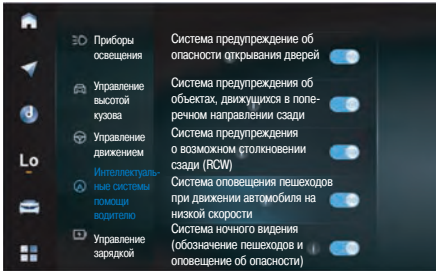 Приборы
освещения
Управление
высотой
кузова
Управление
движением
Интеллектуаль-
ные системы
помощи
водителю
Управление
зарядкой
Lo
Система предупреждение об
опасности открывания дверей
Система предупреждения об
объектах, движущихся в попе-
речном направлении сзади
Система предупреждения
о возможном столкновении
сзади (RCW)
Система оповещения пешеходов
при движении автомобиля на
низкой скорости
Система ночного видения
(обозначение пешеходов и
оповещение об опасности)